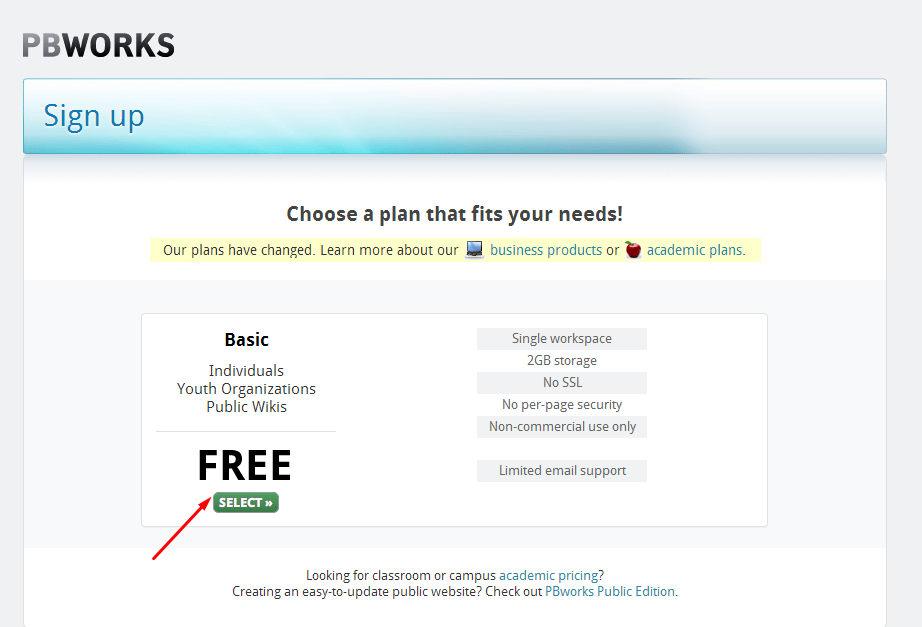 PBWORKS
Sign up
Choose a plan that fits your needs!
Our plans have changed. Learn more about our business products or academic plans.
Basic
Individuals
Youth Organizations
Public Wikis
FREE
SELECT »
Single workspace
2GB storage
No SSL
No per-page security
Non-commercial use only
Limited email support
Looking for classroom or campus academic pricing?
Creating an easy-to-update public website? Check out PBworks Public Edition.